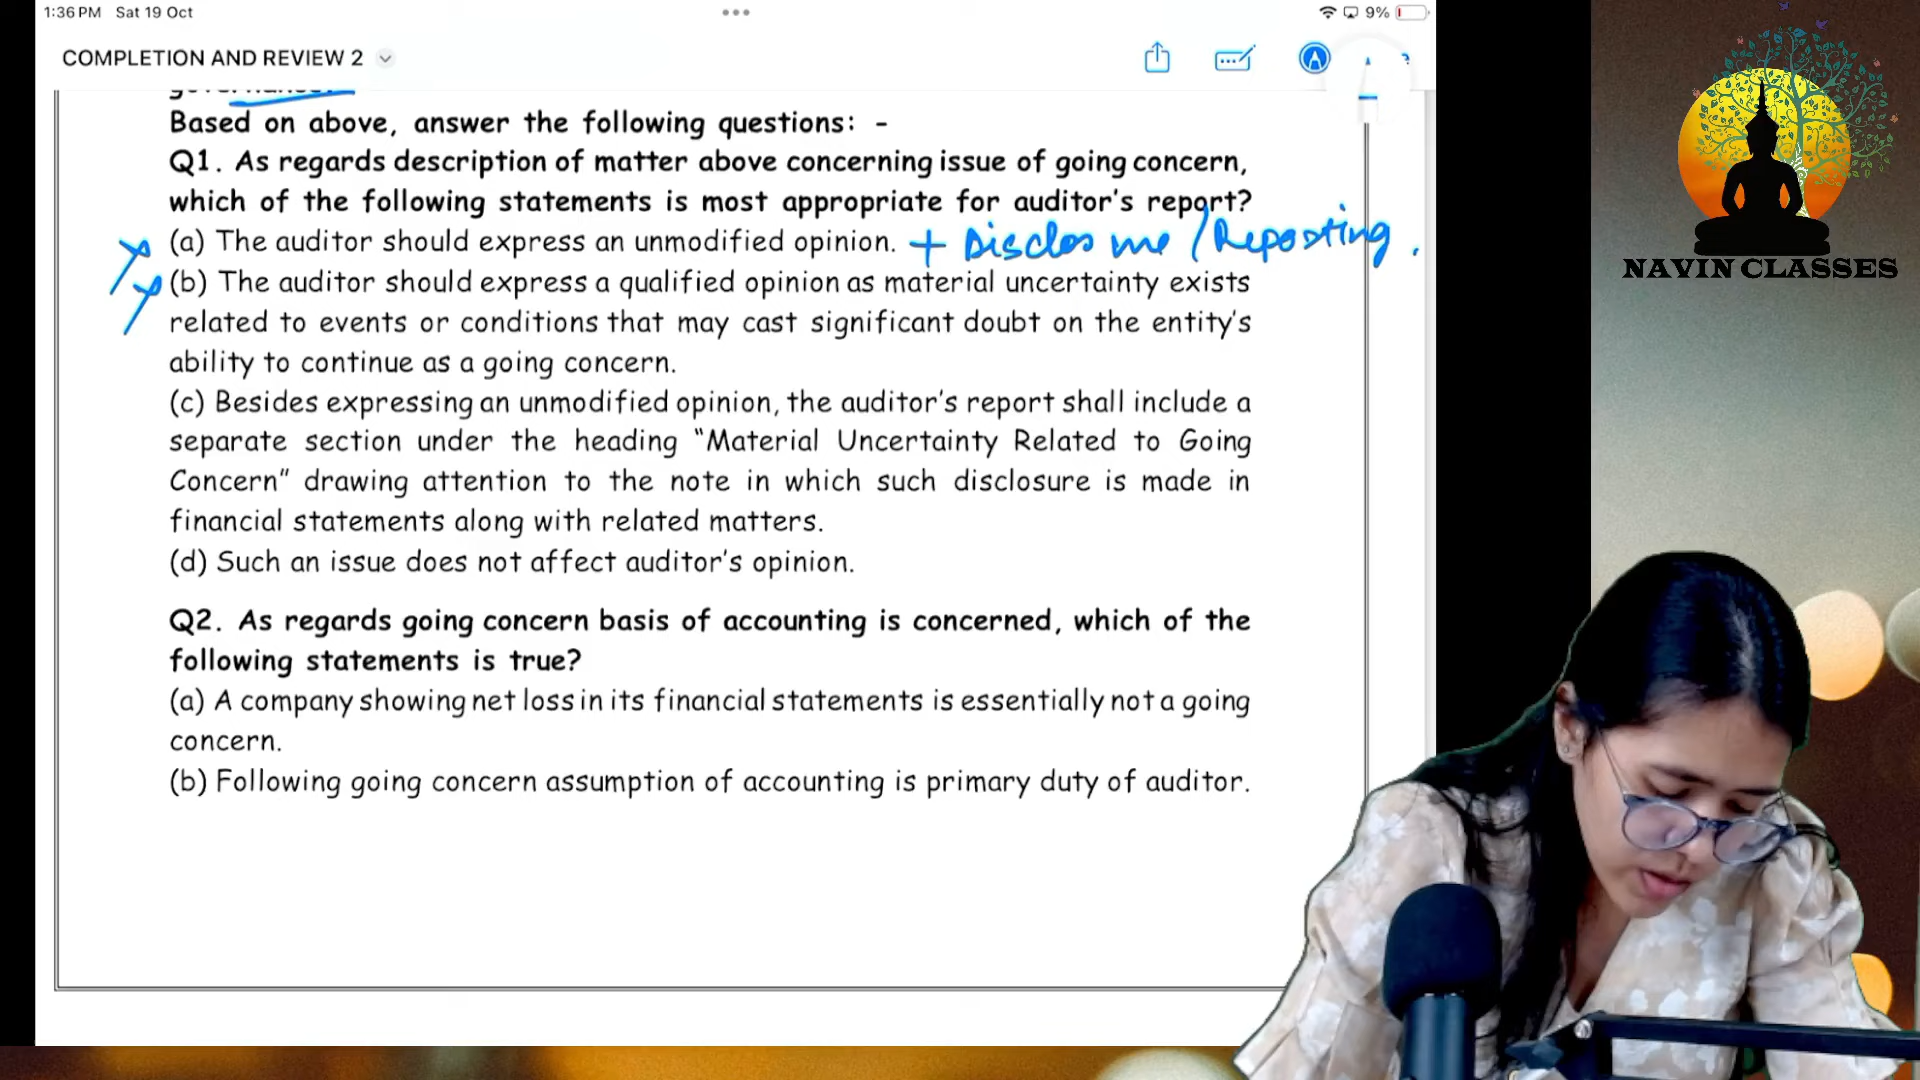 1:36 PM Sat 19 Oct
9%
COMPLETION AND REVIEW 2
Based on above, answer the following questions: -
Q1. As regards description of matter above concerning issue of going concern,
which of the following statements is most appropriate for auditor's report?
(a) The auditor should express an unmodified opinion. + Disclosure / Reporting.
(b) The auditor should express a qualified opinion as material uncertainty exists
related to events or conditions that may cast significant doubt on the entity's
ability to continue as a going concern.
(c) Besides expressing an unmodified opinion, the auditor's report shall include a
separate section under the heading "Material Uncertainty Related to Going
Concern" drawing attention to the note in which such disclosure is made in
financial statements along with related matters.
(d) Such an issue does not affect auditor's opinion.
Q2. As regards going concern basis of accounting is concerned, which of the
following statements is true?
(a) A company showing net loss in its financial statements is essentially not a going
concern.
(b) Following going concern assumption of accounting is primary duty of auditor.
NAVIN CLASSES